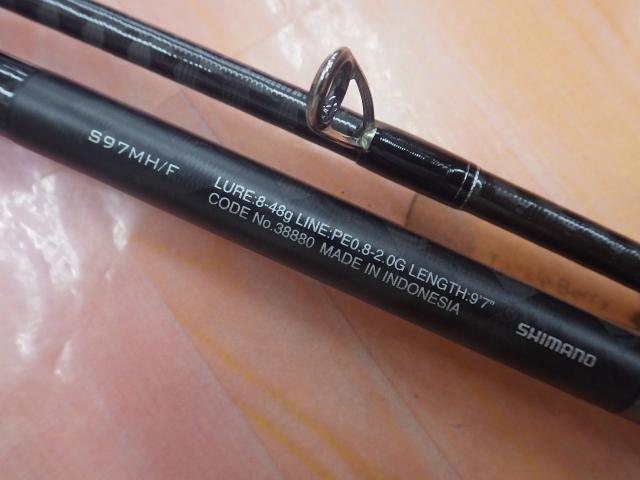 S97MH/F
LURE:8-48g LINE:PE0.8-2.0G LENGTH:9'7"
CODE No.38880 MADE IN INDONESIA
SHIMANO